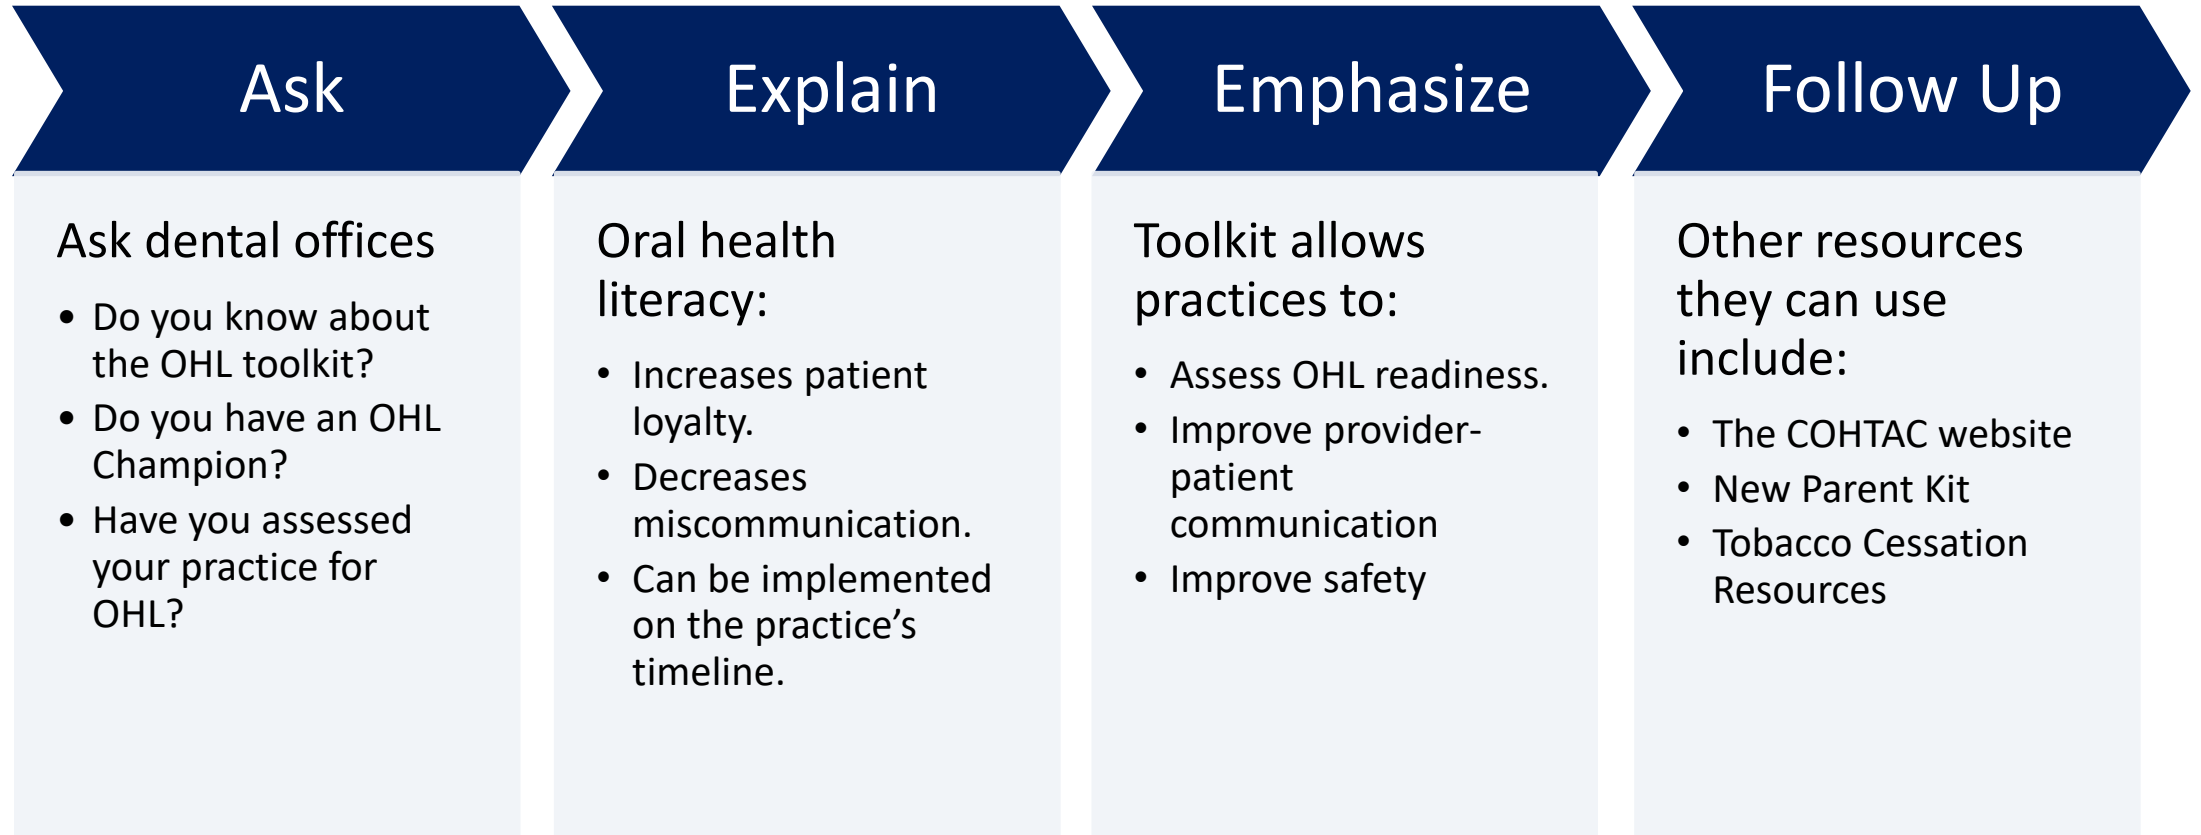 Ask
Ask dental offices
• Do you know about
the OHL toolkit?
• Do you have an OHL
Champion?
• Have you assessed
your practice for
OHL?
Explain
Oral health
literacy:
• Increases patient
loyalty.
• Decreases
miscommunication.
• Can be implemented
on the practice’s
timeline.
Emphasize
Toolkit allows
practices to:
• Assess OHL readiness.
• Improve provider-
patient
communication
• Improve safety
Follow Up
Other resources
they can use
include:
• The COHTAC website
• New Parent Kit
• Tobacco Cessation
Resources